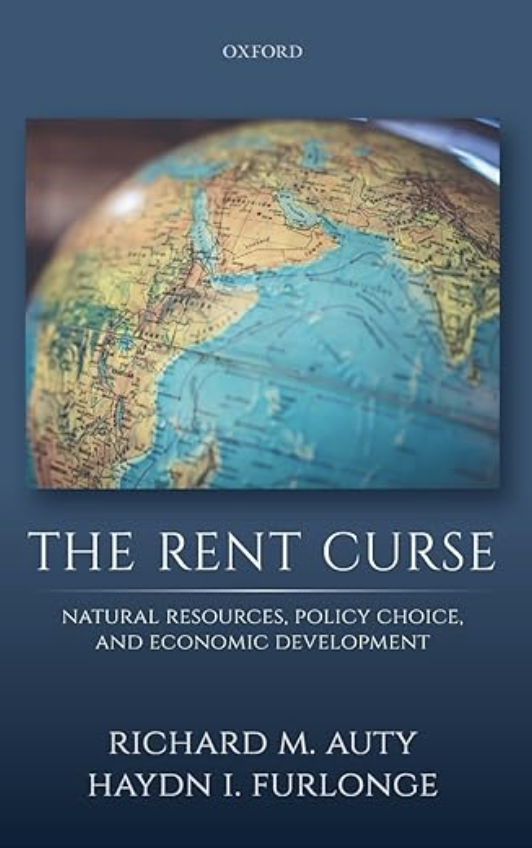 OXFORD
THE RENT CURSE
NATURAL RESOURCES, POLICY CHOICE,
AND ECONOMIC DEVELOPMENT
RICHARD M. AUTY
HAYDN I. FURLONGE